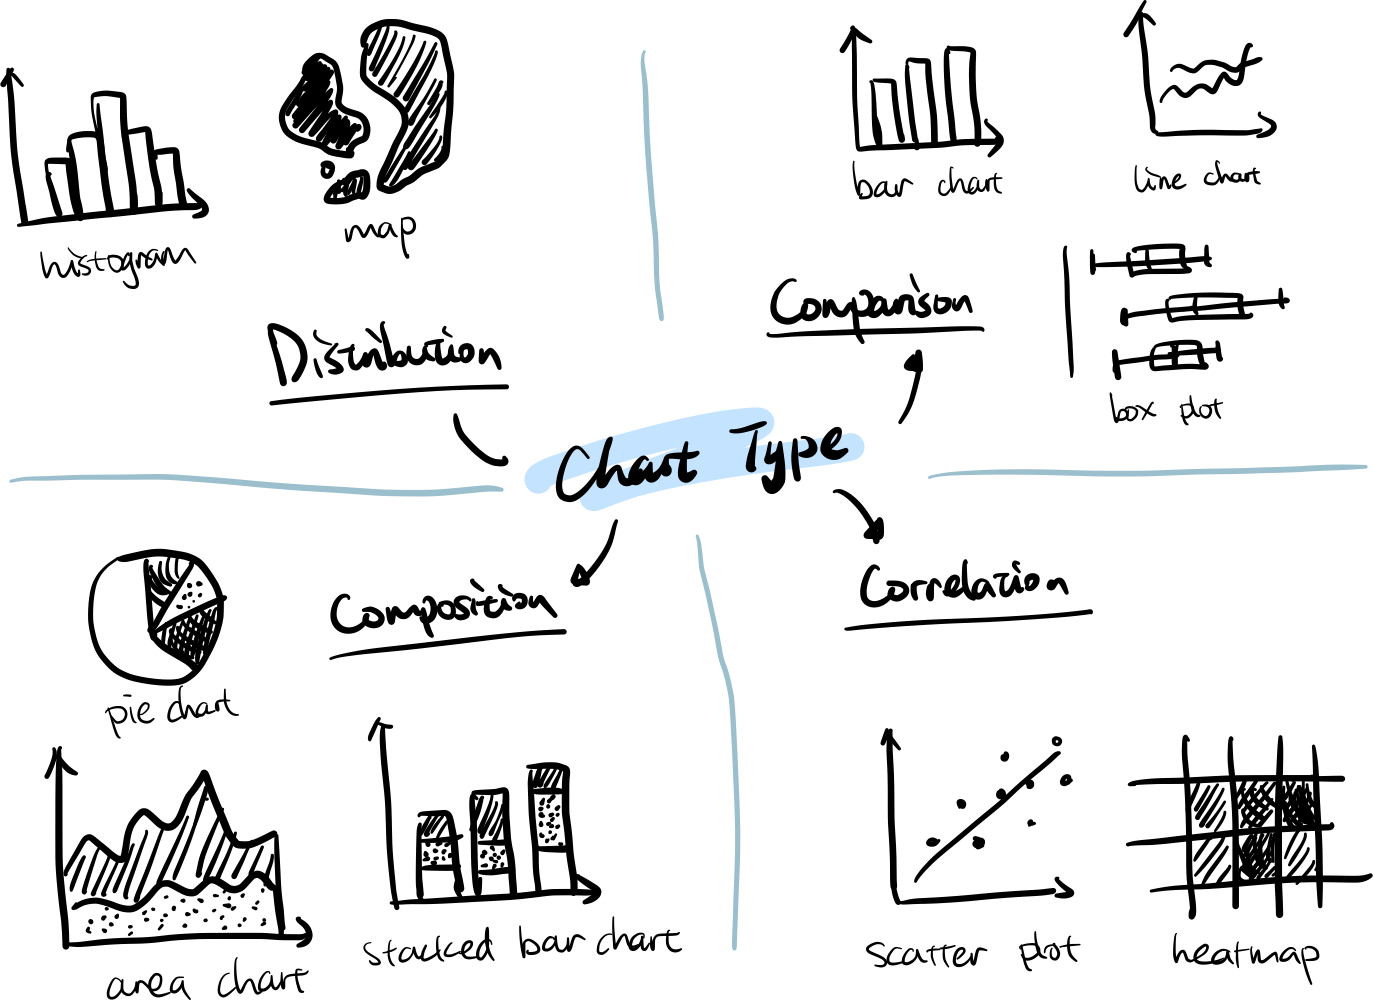 histogram
map
Distribution
bar chart
line chart
Comparison
box plot
Chart Type
Composition
pie chart
area chart
stacked bar chart
Correlation
scatter plot
heatmap